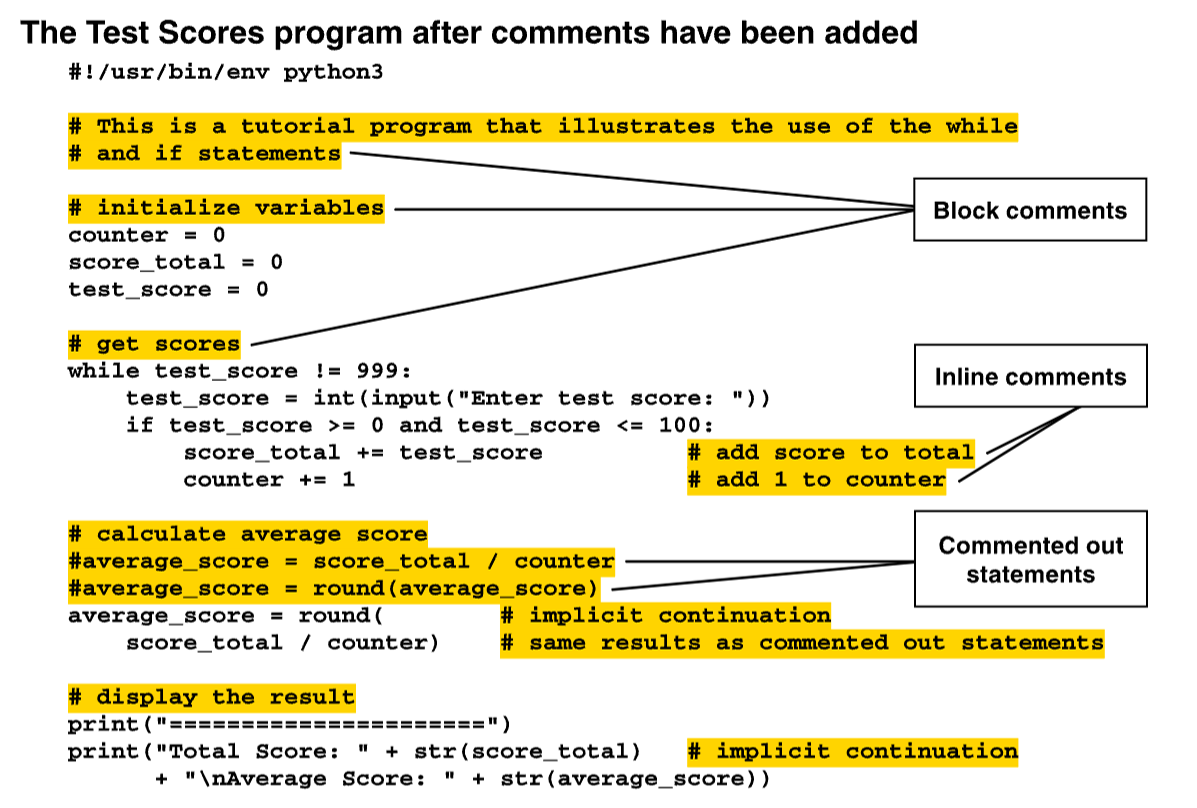 The Test Scores program after comments have been added
#!/usr/bin/env python3
# This is a tutorial program that illustrates the use of the while
# and if statements
Block comments
# initialize variables
counter = 0
score_total = 0
test_score = 0
# get scores
while test_score != 999:
    test_score = int(input("Enter test score: "))
Inline comments
    if test_score >= 0 and test_score <= 100:
        score_total += test_score          # add score to total
        counter += 1                       # add 1 to counter
# calculate average score
#average_score = score_total / counter
#average_score = round(average_score)
Commented out
statements
average_score = round(        # implicit continuation
    score_total / counter)    # same results as commented out statements
# display the result
print("======================")
print("Total Score: " + str(score_total)   # implicit continuation
      + "\nAverage Score: " + str(average_score))